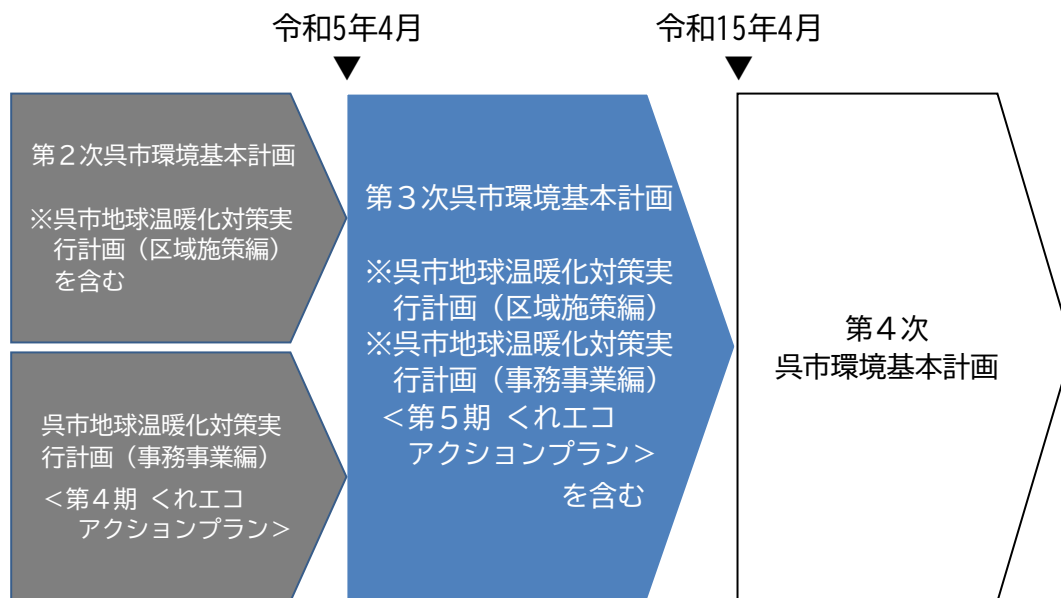 令和5年4月
令和15年4月
▼
▼
第２次呉市環境基本計画
※呉市地球温暖化対策実
行計画（区域施策編）
を含む
呉市地球温暖化対策実
行計画（事務事業編）
＜第４期 くれエコ
アクションプラン＞
第３次呉市環境基本計画
※呉市地球温暖化対策実
行計画（区域施策編）
※呉市地球温暖化対策実
行計画（事務事業編）
＜第５期 くれエコ
アクションプラン＞
を含む
第４次
呉市環境基本計画